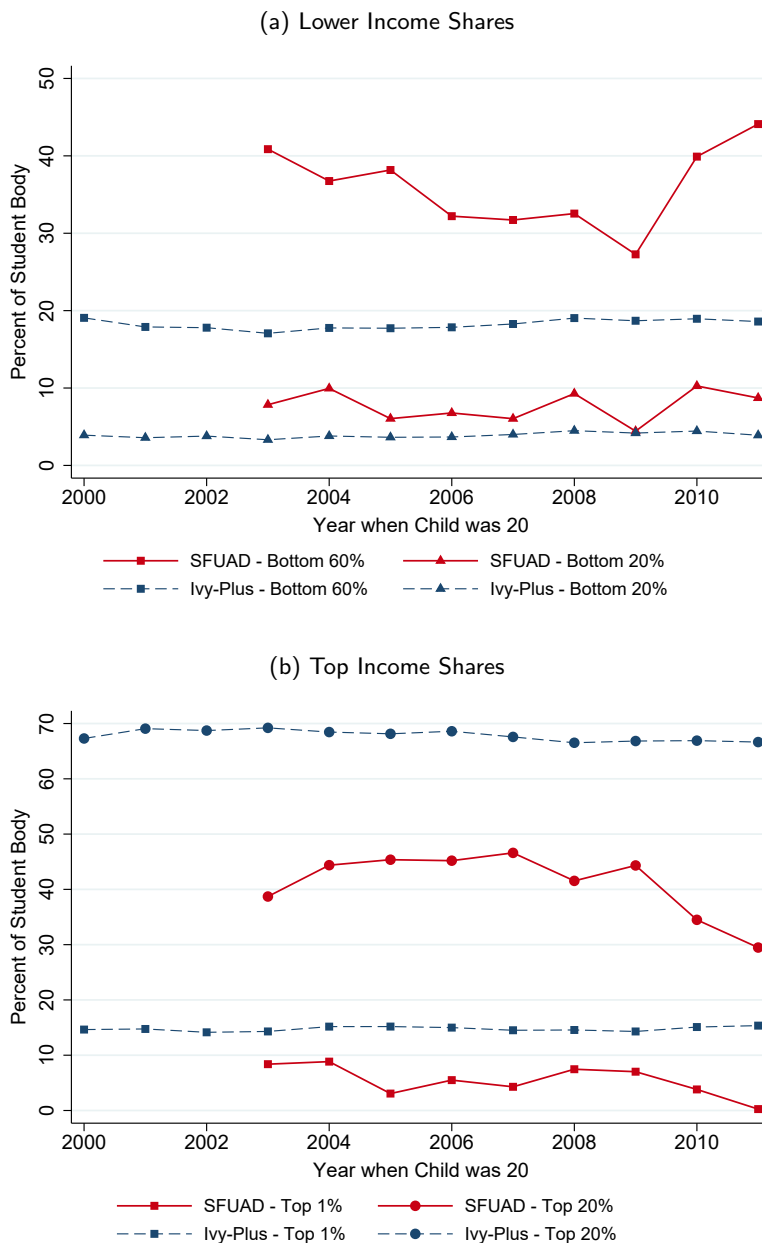 (a) Lower Income Shares
50
40
30
20
10
0
Percent of Student Body
2000 2002 2004 2006 2008 2010
Year when Child was 20
SFUAD - Bottom 60% SFUAD - Bottom 20%
Ivy-Plus - Bottom 60% Ivy-Plus - Bottom 20%
(b) Top Income Shares
70
60
50
40
30
20
10
0
Percent of Student Body
2000 2002 2004 2006 2008 2010
Year when Child was 20
SFUAD - Top 1% SFUAD - Top 20%
Ivy-Plus - Top 1% Ivy-Plus - Top 20%